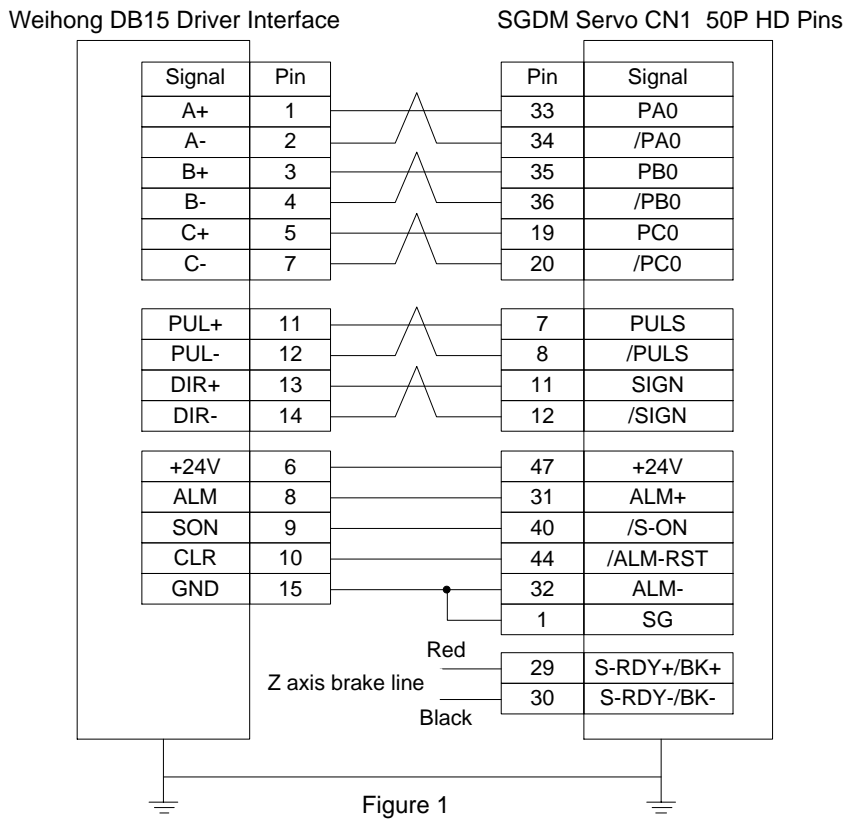 Weihong DB15 Driver Interface SGDM Servo CN1 50P HD Pins
Signal Pin Pin Signal
A+ 1 33 PA0
A- 2 34 /PA0
B+ 3 35 PB0
B- 4 36 /PB0
C+ 5 19 PC0
C- 7 20 /PC0
PUL+ 11 7 PULS
PUL- 12 8 /PULS
DIR+ 13 11 SIGN
DIR- 14 12 /SIGN
+24V 6 47 +24V
ALM 8 31 ALM+
SON 9 40 /S-ON
CLR 10 44 /ALM-RST
GND 15 32 ALM-
1 SG
Red
29 S-RDY+/BK+
Z axis brake line
30 S-RDY-/BK-
Black
Figure 1